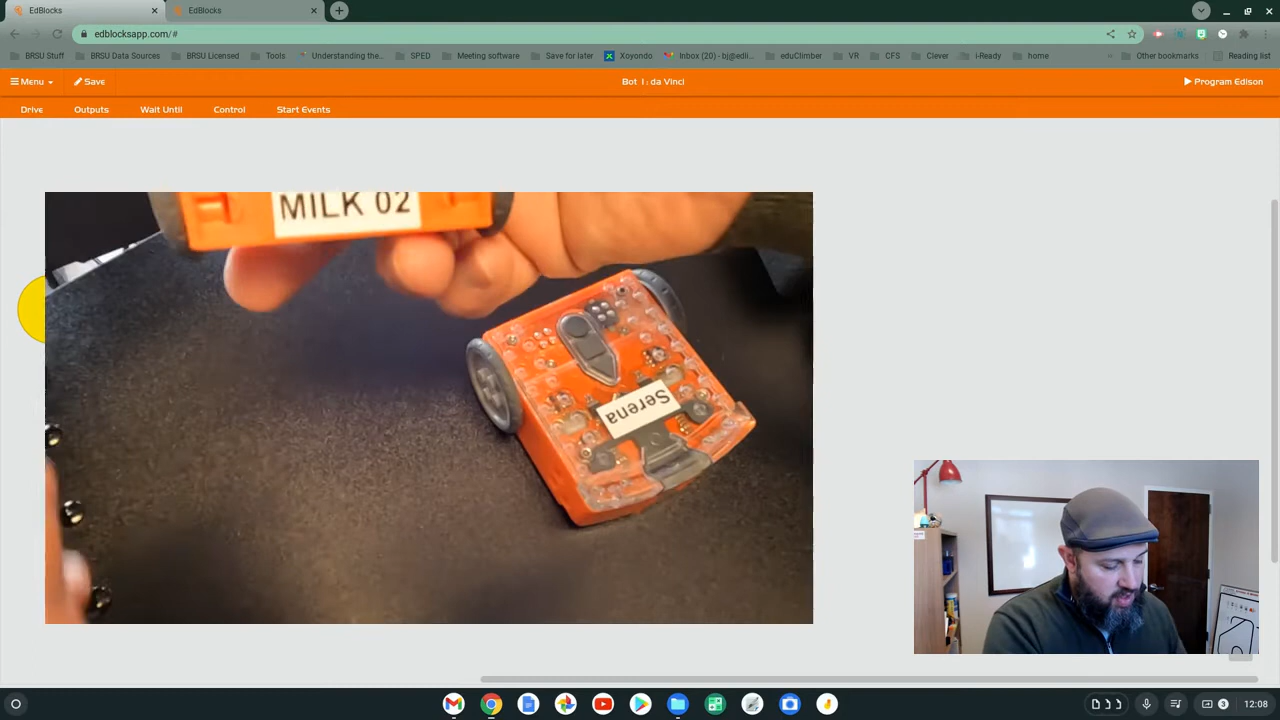 EdBlocks
EdBlocks
edblocksapp.com/#
BRSU Stuff
BRSU Data Sources
BRSU Licensed
Tools
Understanding the...
SPED
Meeting software
Save for later
Xoyondo
Inbox (20) - bj@edli...
eduClimber
VR
CFS
Clever
i-Ready
home
Other bookmarks
Reading list
Menu
Save
Bot 1: da Vinci
Program Edison
Drive
Outputs
Wait Until
Control
Start Events
MILK 02
Serena
3
12:08